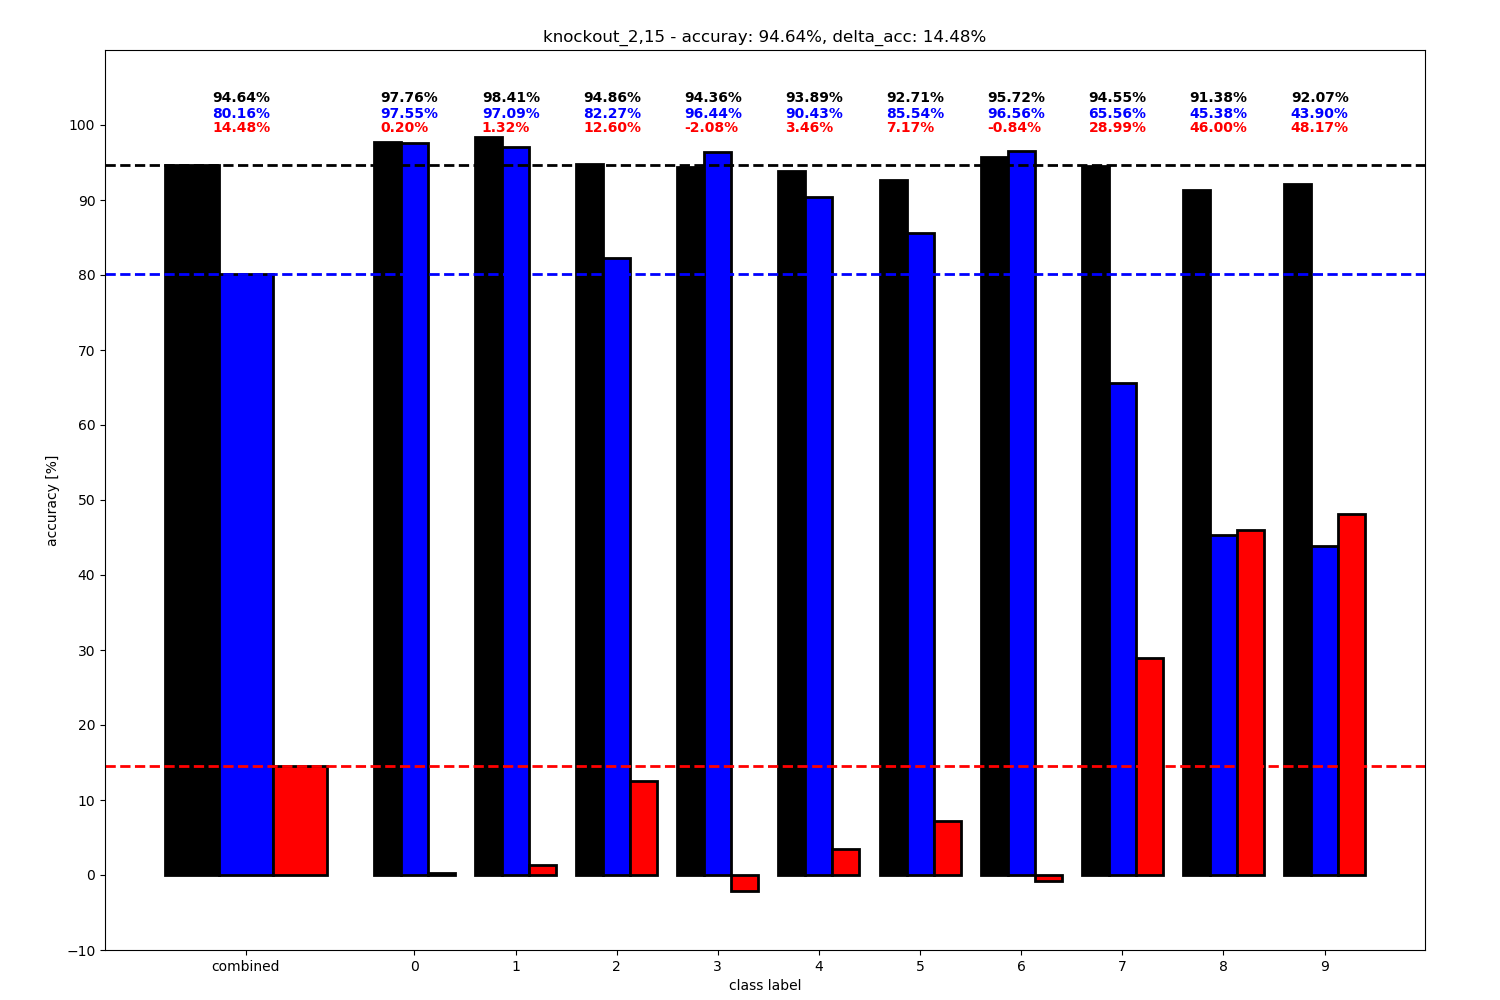 knockout_2,15 - accuray: 94.64%, delta_acc: 14.48%
94.64% 97.76% 98.41% 94.86% 94.36% 93.89% 92.71% 95.72% 94.55% 91.38% 92.07%
80.16% 97.55% 97.09% 82.27% 96.44% 90.43% 85.54% 96.56% 65.56% 45.38% 43.90%
14.48% 0.20% 1.32% 12.60% -2.08% 3.46% 7.17% -0.84% 28.99% 46.00% 48.17%
100
90
80
70
60
50
40
30
20
10
0
−10
accuracy [%]
combined 0 1 2 3 4 5 6 7 8 9
class label